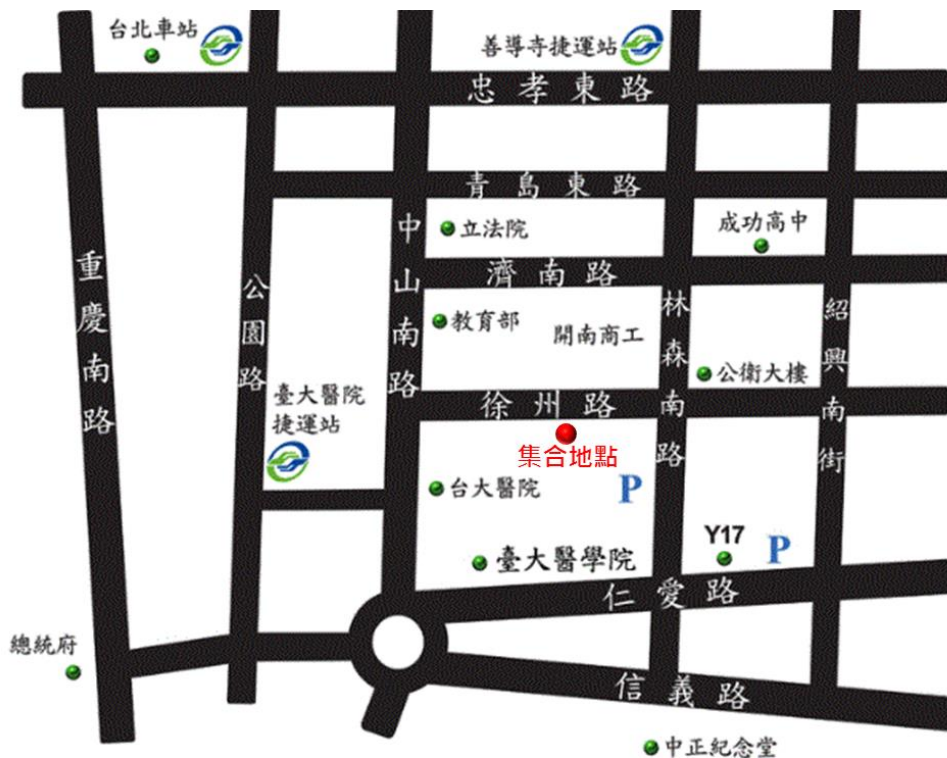 台北車站
善導寺捷運站
忠孝東路
青島東路
中山南路
立法院
成功高中
重慶南路
公園路
濟南路
林森南路
紹興南街
教育部
開南商工
公衛大樓
臺大醫院
捷運站
徐州路
集合地點
台大醫院
P
Y17
P
臺大醫學院
仁愛路
總統府
信義路
中正紀念堂